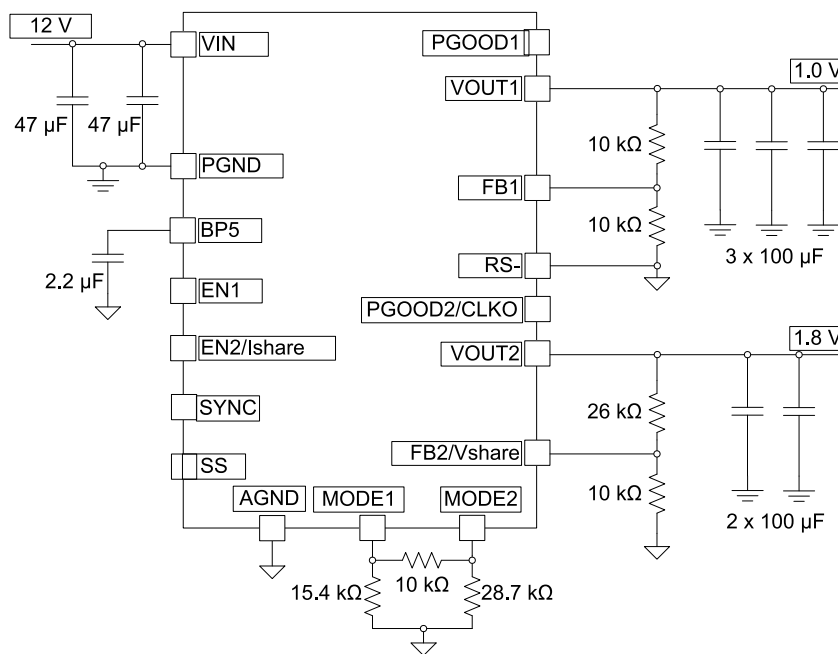 12 V
VIN
PGOOD1
VOUT1
1.0 V
47 µF
47 µF
10 kΩ
PGND
FB1
10 kΩ
BP5
3 x 100 µF
RS-
2.2 µF
EN1
PGOOD2/CLKO
EN2/Ishare
VOUT2
1.8 V
SYNC
26 kΩ
FB2/Vshare
SS
10 kΩ
AGND
MODE1
MODE2
2 x 100 µF
15.4 kΩ
10 kΩ
28.7 kΩ